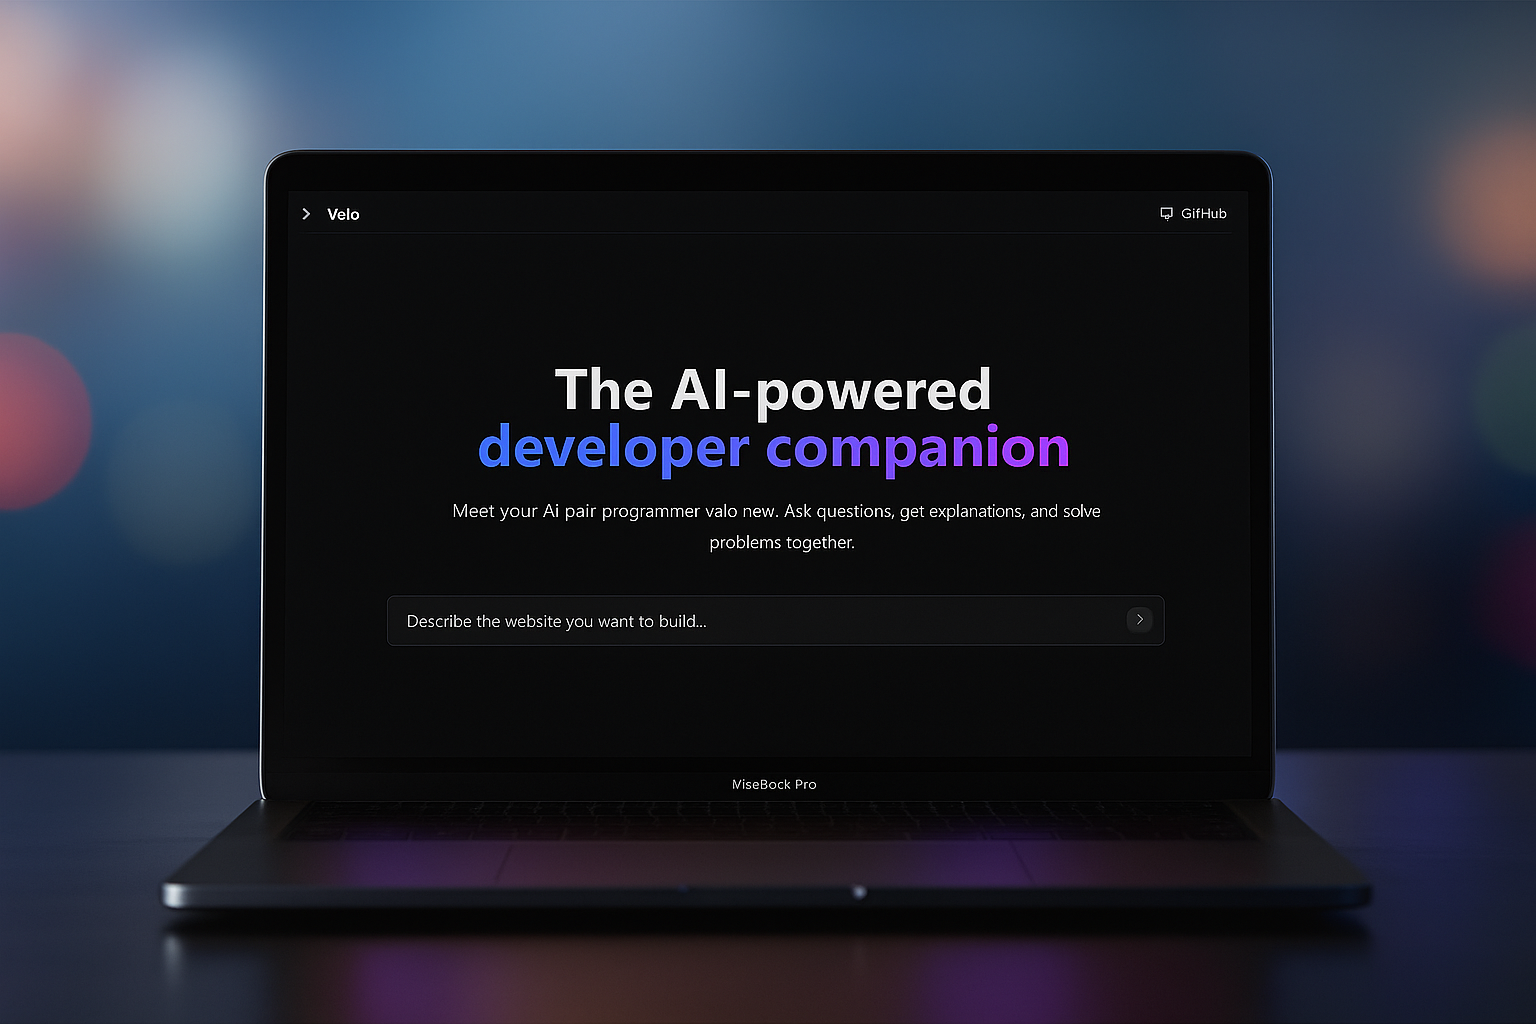 Velo
GifHub
The AI-powered
developer companion
Meet your Ai pair programmer valo new. Ask questions, get explanations, and solve
problems together.
Describe the website you want to build...
MiseBock Pro